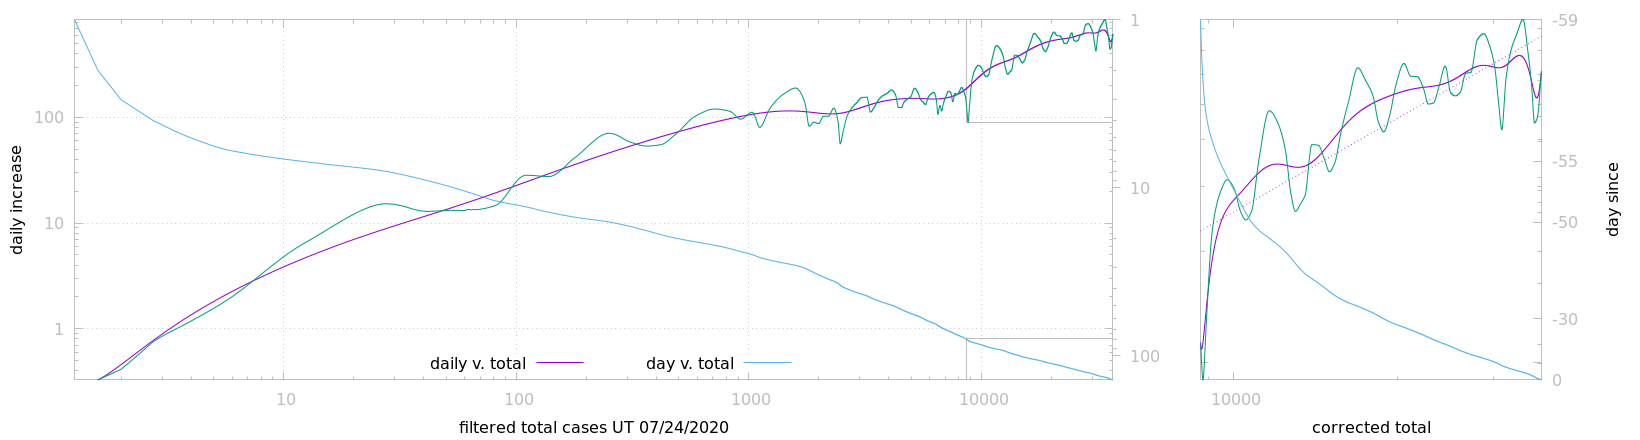 daily increase
100
10
1
daily v. total
day v. total
10
100
1000
10000
filtered total cases UT 07/24/2020
1
10
100
10000
corrected total
-59
-55
-50
-30
0
day since